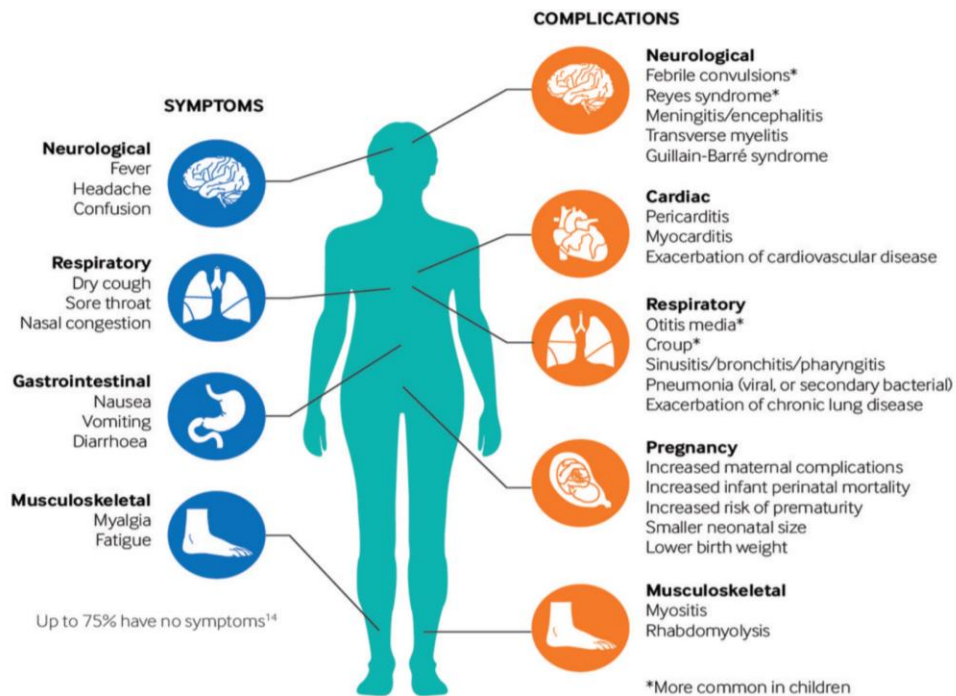 SYMPTOMS
Neurological
Fever
Headache
Confusion
Respiratory
Dry cough
Sore throat
Nasal congestion
Gastrointestinal
Nausea
Vomiting
Diarrhoea
Musculoskeletal
Myalgia
Fatigue
Up to 75% have no symptoms¹⁴
COMPLICATIONS
Neurological
Febrile convulsions*
Reyes syndrome*
Meningitis/encephalitis
Transverse myelitis
Guillain-Barré syndrome
Cardiac
Pericarditis
Myocarditis
Exacerbation of cardiovascular disease
Respiratory
Otitis media*
Croup*
Sinusitis/bronchitis/pharyngitis
Pneumonia (viral, or secondary bacterial)
Exacerbation of chronic lung disease
Pregnancy
Increased maternal complications
Increased infant perinatal mortality
Increased risk of prematurity
Smaller neonatal size
Lower birth weight
Musculoskeletal
Myositis
Rhabdomyolysis
*More common in children